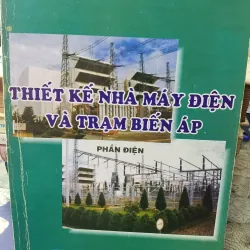 THIẾT KẾ NHÀ MÁY ĐIỆN
VÀ TRẠM BIẾN ÁP
PHẦN ĐIỆN